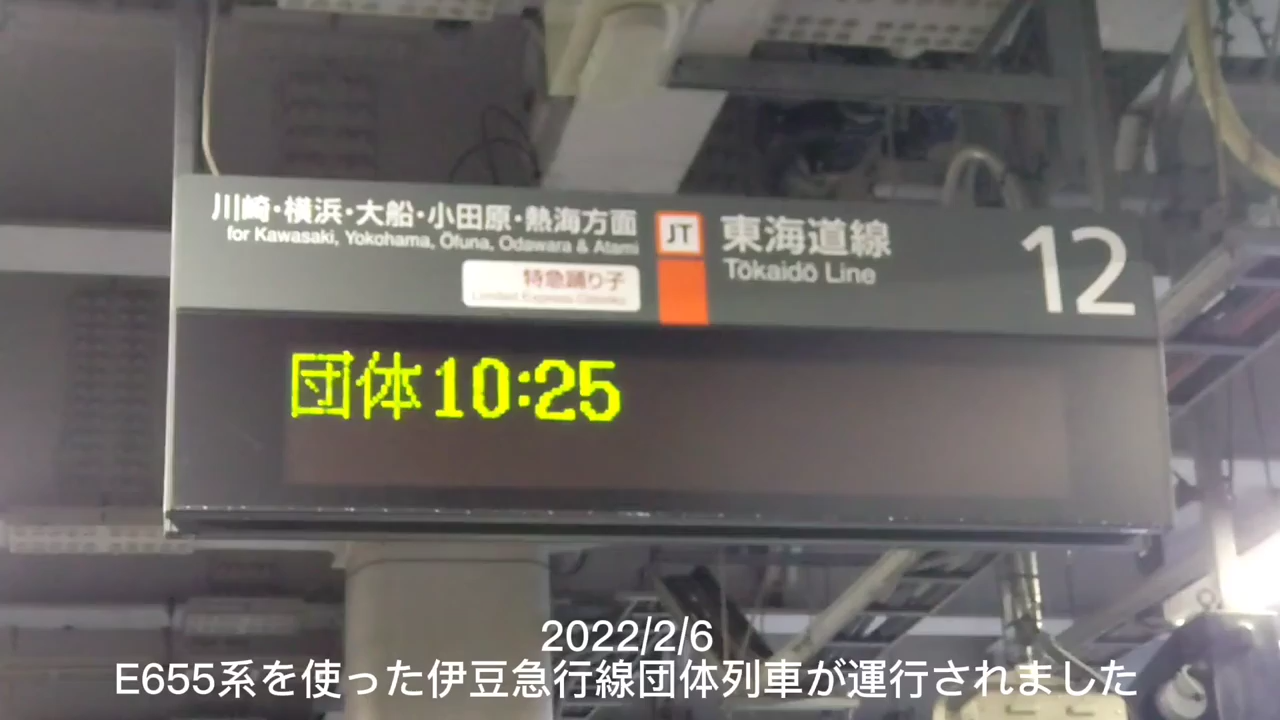 川崎・横浜・大船・小田原・熱海方面
for Kawasaki, Yokohama, Ōfuna, Odawara & Atami
特急踊り子
Limited Express Odoriko
JT
東海道線
Tōkaidō Line
12
団体10:25
2022/2/6
E655系を使った伊豆急行線団体列車が運行されました